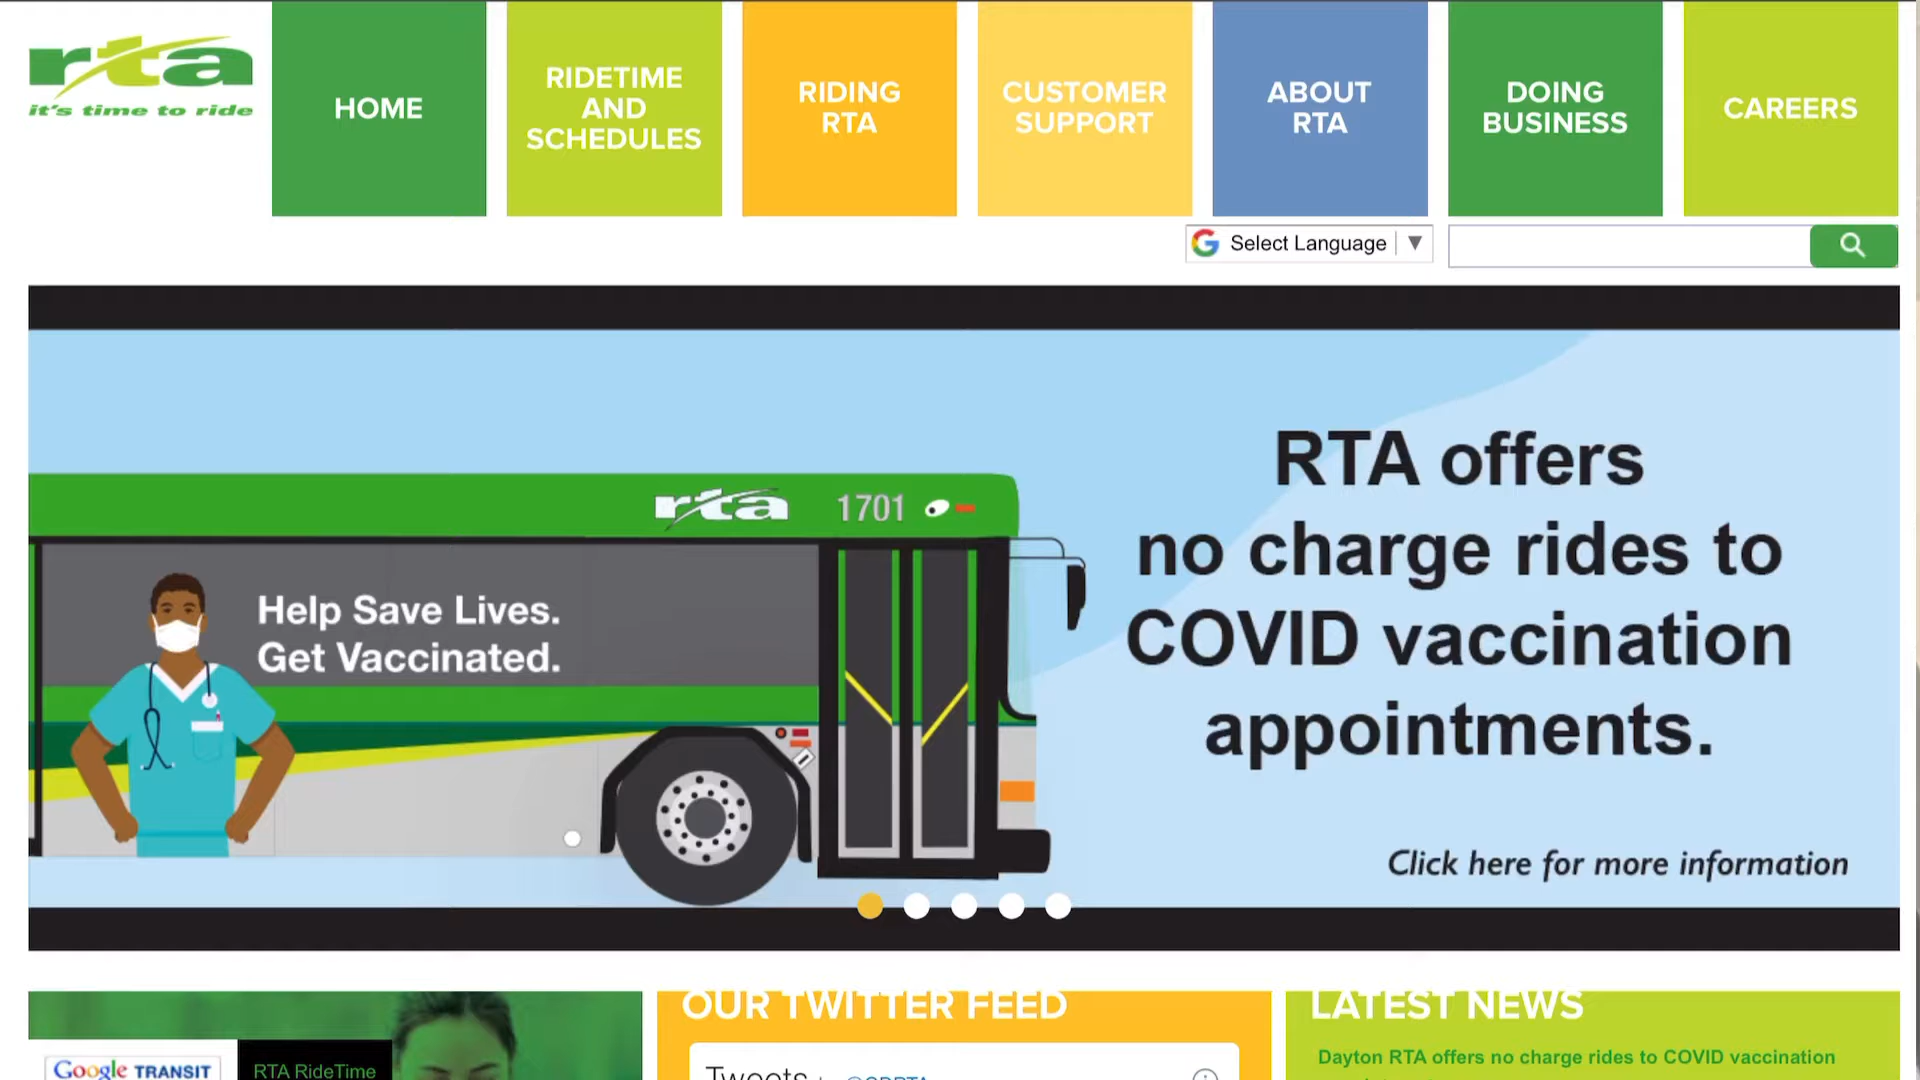 rta
it's time to ride
HOME
RIDETIME
AND
SCHEDULES
RIDING
RTA
CUSTOMER
SUPPORT
ABOUT
RTA
DOING
BUSINESS
CAREERS
Select Language
rta 1701
Help Save Lives.
Get Vaccinated.
RTA offers
no charge rides to
COVID vaccination
appointments.
Click here for more information
OUR TWITTER FEED
LATEST NEWS
Google TRANSIT
RTA RideTime
Tweets
Dayton RTA offers no charge rides to COVID vaccination